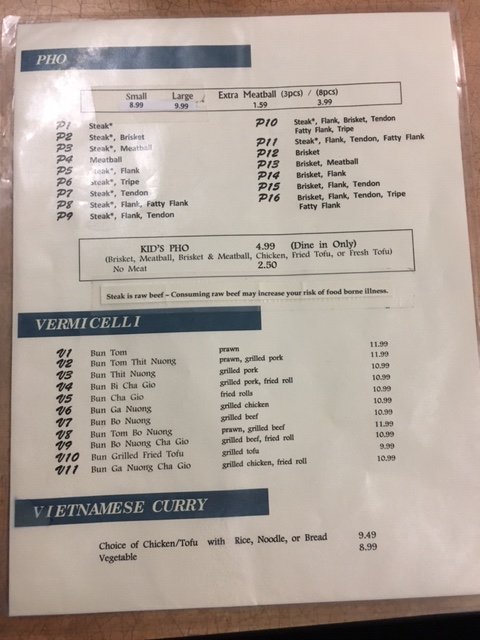 PHO
Small Large Extra Meatball (3pcs) / (8pcs)
8.99 9.99 1.59 3.99
P1 Steak*
P2 Steak*, Brisket
P3 Steak*, Meatball
P4 Meatball
P5 Steak*, Flank
P6 Steak*, Tripe
P7 Steak*, Tendon
P8 Steak*, Flank, Fatty Flank
P9 Steak*, Flank, Tendon
P10 Steak*, Flank, Brisket, Tendon
Fatty Flank, Tripe
P11 Steak*, Flank, Tendon, Fatty Flank
P12 Brisket
P13 Brisket, Meatball
P14 Brisket, Flank
P15 Brisket, Flank, Tendon
P16 Brisket, Flank, Tendon, Tripe
Fatty Flank
KID'S PHO 4.99 (Dine in Only)
(Brisket, Meatball, Brisket & Meatball, Chicken, Fried Tofu, or Fresh Tofu)
No Meat 2.50
Steak is raw beef – Consuming raw beef may increase your risk of food borne illness.
VERMICELLI
V1 Bun Tom prawn 11.99
V2 Bun Tom Thit Nuong prawn, grilled pork 11.99
V3 Bun Thit Nuong grilled pork 10.99
V4 Bun Bi Cha Gio grilled pork, fried roll 10.99
V5 Bun Cha Gio fried rolls 10.99
V6 Bun Ga Nuong grilled chicken 10.99
V7 Bun Bo Nuong grilled beef 10.99
V8 Bun Tom Bo Nuong prawn, grilled beef 11.99
V9 Bun Bo Nuong Cha Gio grilled beef, fried roll 10.99
V10 Bun Grilled Fried Tofu grilled tofu 9.99
V11 Bun Ga Nuong Cha Gio grilled chicken, fried roll 10.99
VIETNAMESE CURRY
Choice of Chicken/Tofu with Rice, Noodle, or Bread 9.49
Vegetable 8.99